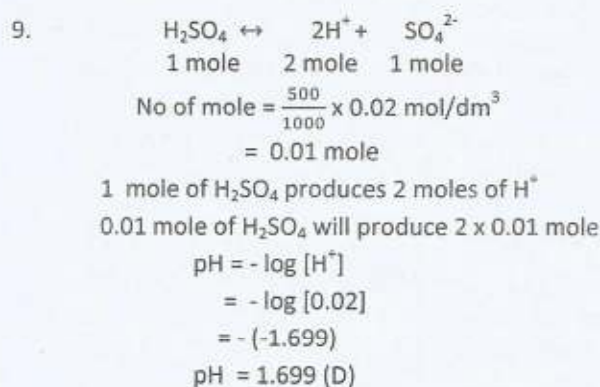 9. H₂SO₄ ↔ 2H⁺ + SO₄²⁻
1 mole 2 mole 1 mole
No of mole = 500/1000 x 0.02 mol/dm³
= 0.01 mole
1 mole of H₂SO₄ produces 2 moles of H⁺
0.01 mole of H₂SO₄ will produce 2 x 0.01 mole
pH = - log [H⁺]
= - log [0.02]
= - (-1.699)
pH = 1.699 (D)